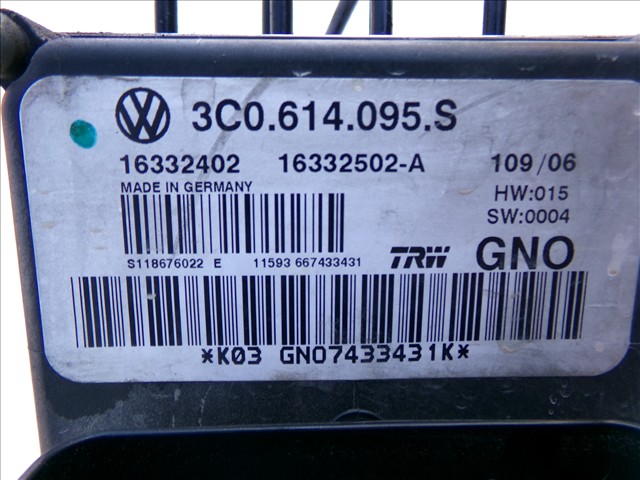 3C0.614.095.S
16332402 16332502-A 109/06
MADE IN GERMANY HW:015
SW:0004
S118676022 E 11593 667433431 TRW GNO
*K03 GNO7433431K*